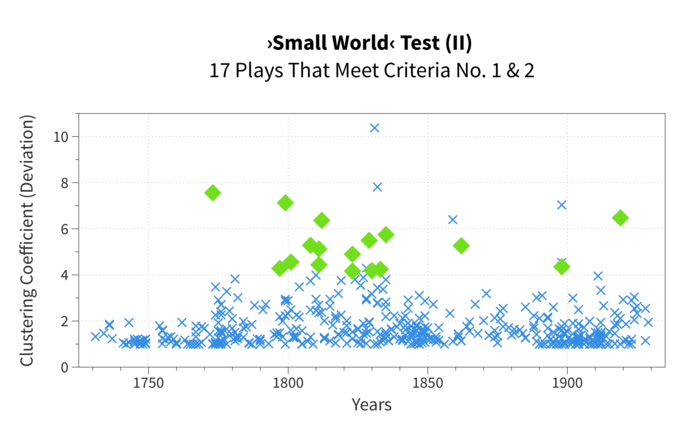 ›Small World‹ Test (II)
17 Plays That Meet Criteria No. 1 & 2
Clustering Coefficient (Deviation)
10
8
6
4
2
0
1750
1800
1850
1900
Years